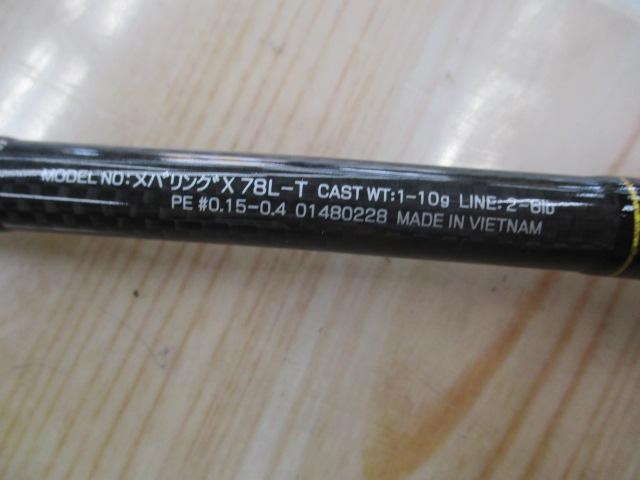 MODEL NO: メバリングX 78L-T CAST WT:1-10g LINE: 2-6lb
PE #0.15-0.4 01480228 MADE IN VIETNAM